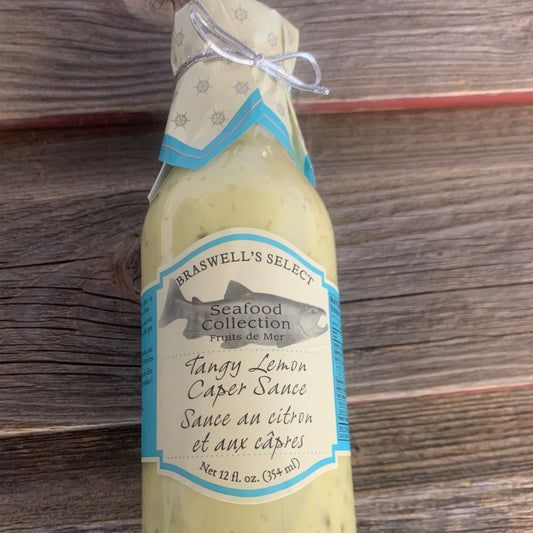 BRASWELL'S SELECT
Seafood
Collection
Fruits de Mer
Tangy Lemon
Caper Sauce
Sauce au citron
et aux câpres
Net 12 fl. oz. (354 ml)